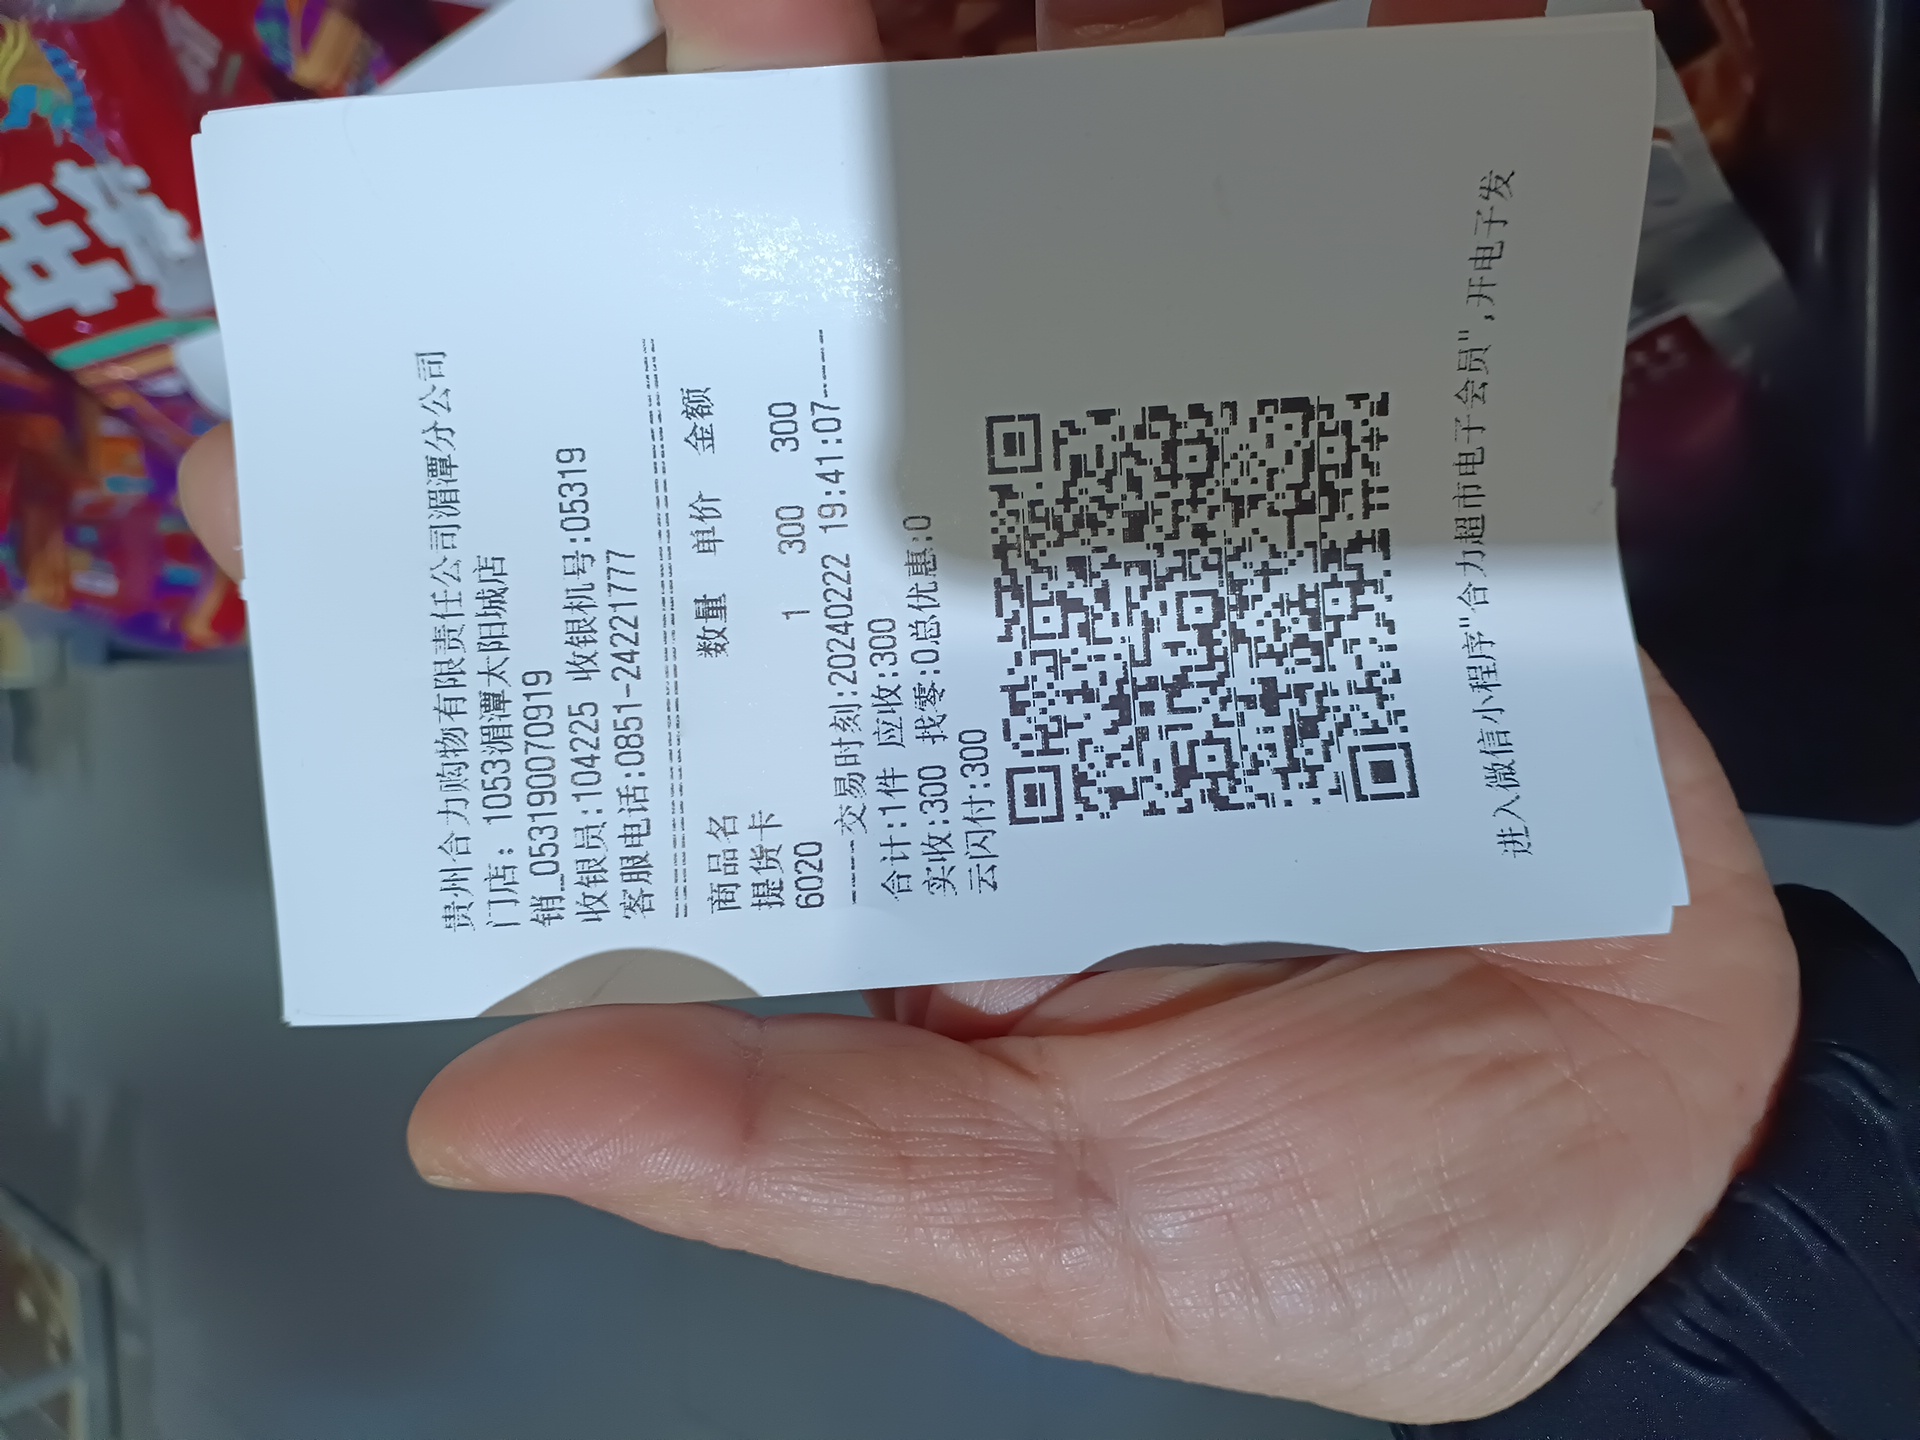 贵州合力购物有限责任公司湄潭分公司
门店：1053湄潭太阳城店
销_053190070919
收银员:104225 收银机号:05319
客服电话:0851-24221777
商品名 数量 单价 金额
提货卡
6020 1 300 300
交易时刻:20240222 19:41:07
合计:1件 应收:300
实收:300 找零:0总优惠:0
云闪付:300
进入微信小程序"合力超市电子会员",开电子发